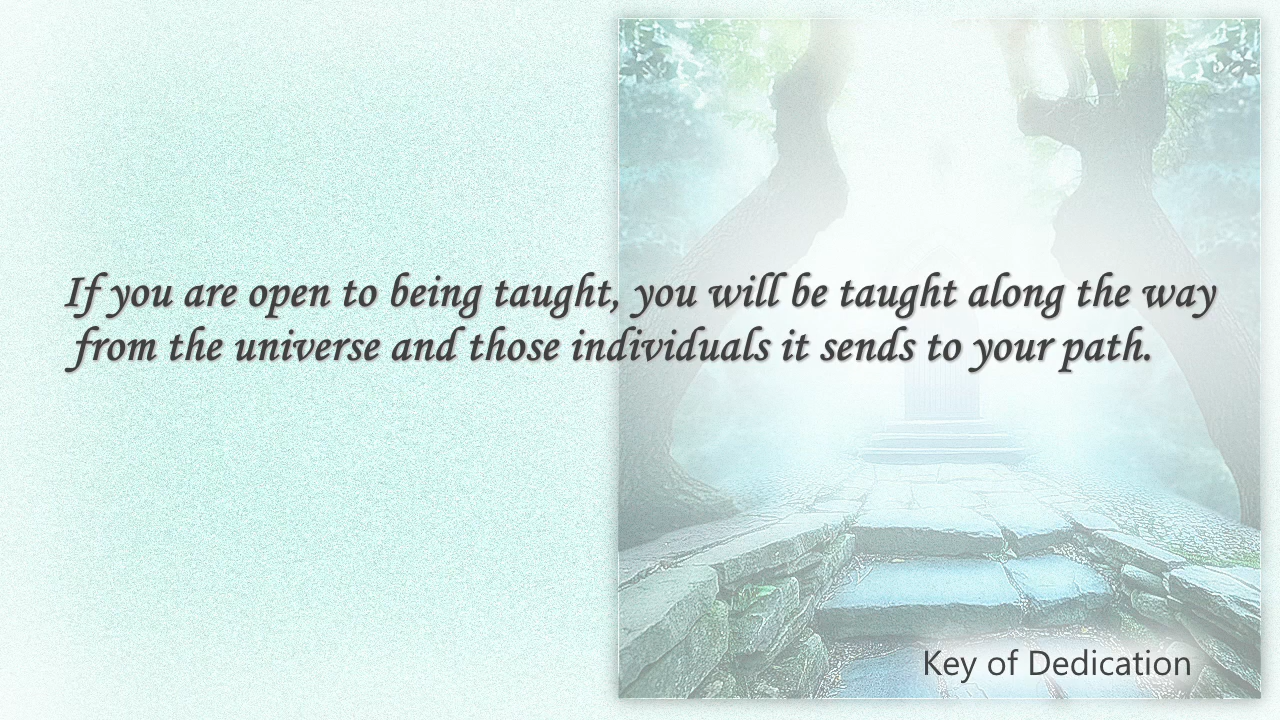 If you are open to being taught, you will be taught along the way
from the universe and those individuals it sends to your path.
Key of Dedication